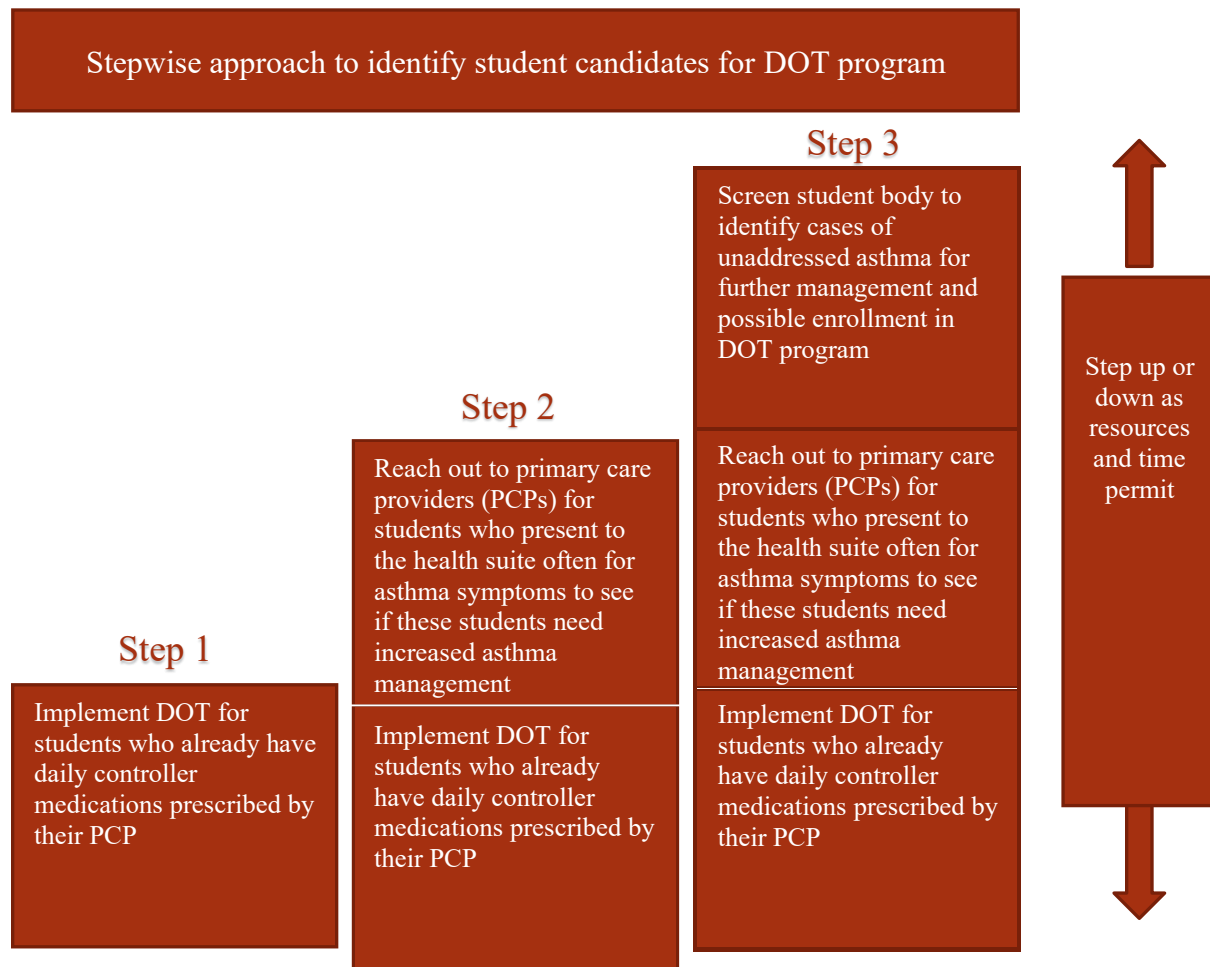 Stepwise approach to identify student candidates for DOT program
Step 1
Implement DOT for
students who already have
daily controller
medications prescribed by
their PCP
Step 2
Reach out to primary care
providers (PCPs) for
students who present to
the health suite often for
asthma symptoms to see
if these students need
increased asthma
management
Implement DOT for
students who already
have daily controller
medications prescribed by
their PCP
Step 3
Screen student body to
identify cases of
unaddressed asthma for
further management and
possible enrollment in
DOT program
Reach out to primary care
providers (PCPs) for
students who present to
the health suite often for
asthma symptoms to see
if these students need
increased asthma
management
Implement DOT for
students who already
have daily controller
medications prescribed by
their PCP
Step up or
down as
resources
and time
permit